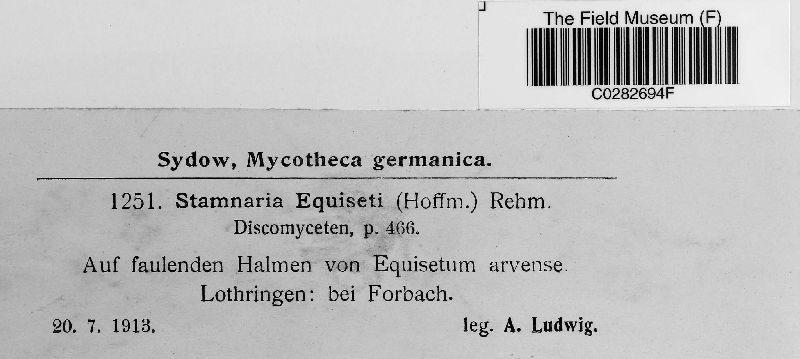 The Field Museum (F)
C0282694F
Sydow, Mycotheca germanica.
1251. Stamnaria Equiseti (Hoffm.) Rehm.
Discomyceten, p. 466.
Auf faulenden Halmen von Equisetum arvense.
Lothringen: bei Forbach.
20. 7. 1913. leg. A. Ludwig.